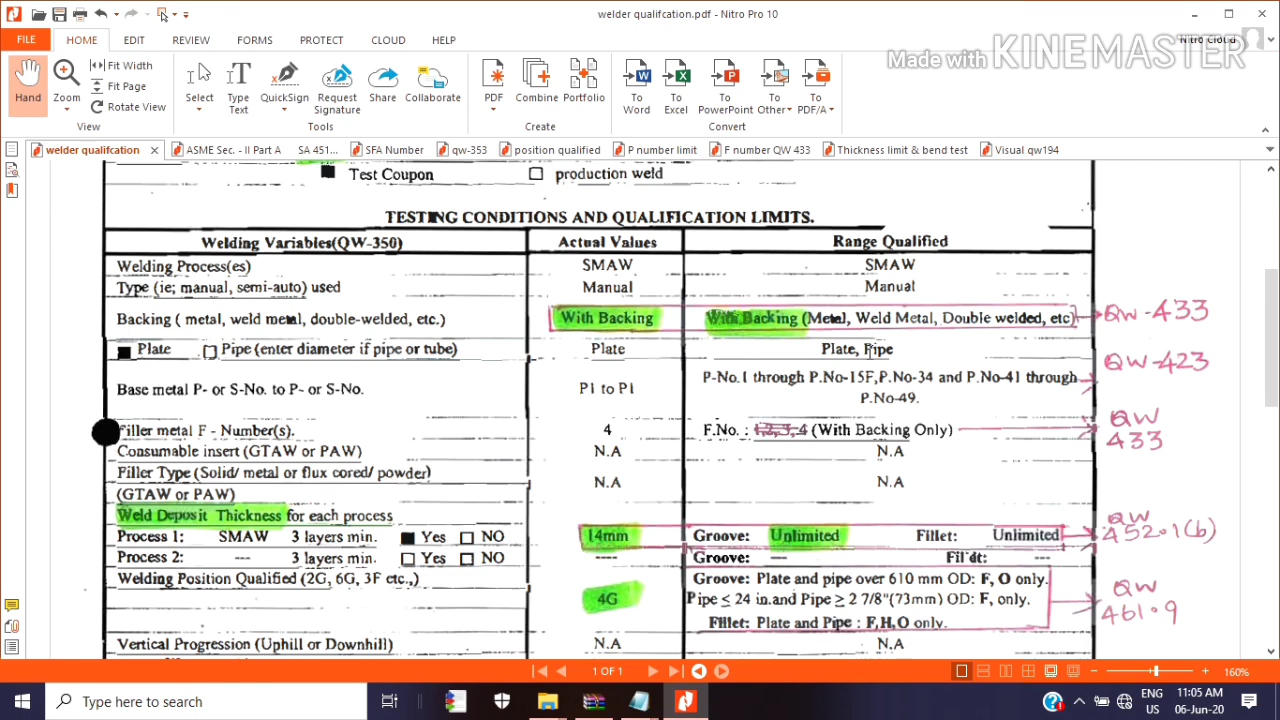 welder qualifcation.pdf - Nitro Pro 10
FILE HOME EDIT REVIEW FORMS PROTECT CLOUD HELP
Nitro Cloud
Made with KINEMASTER
Hand
Zoom
Fit Width
Fit Page
Rotate View
View
Select
Type Text
QuickSign
Request Signature
Share
Collaborate
Tools
PDF
Combine
Portfolio
Create
To Word
To Excel
To PowerPoint
To Other
To PDF/A
Convert
welder qualifcation
ASME Sec. - II Part A SA 451...
SFA Number
qw-353
position qualified
P number limit
F number QW 433
Thickness limit & bend test
Visual qw194
Test Coupon production weld
TESTING CONDITIONS AND QUALIFICATION LIMITS.
Welding Variables(QW-350) Actual Values Range Qualified
Welding Process(es) SMAW SMAW
Type (ie; manual, semi-auto) used Manual Manual
Backing ( metal, weld metal, double-welded, etc.) With Backing With Backing (Metal, Weld Metal, Double welded, etc) QW-433
Plate Pipe (enter diameter if pipe or tube) Plate Plate, Pipe
QW-423
Base metal P- or S-No. to P- or S-No. P1 to P1 P-No.1 through P.No-15F,P.No-34 and P.No-41 through
P.No-49.
Filler metal F - Number(s). 4 F.No. : 1,2,3,4 (With Backing Only) QW
433
Consumable insert (GTAW or PAW) N.A N.A
Filler Type (Solid/ metal or flux cored/ powder) N.A N.A
(GTAW or PAW)
Weld Deposit Thickness for each process
Process 1: SMAW 3 layers min. Yes NO 14mm Groove: Unlimited Fillet: Unlimited QW
452.1(b)
Process 2: --- 3 layers min. Yes NO ---- Groove: --- Fillet: ---
Welding Position Qualified (2G, 6G, 3F etc.,) 4G Groove: Plate and pipe over 610 mm OD: F, O only.
Pipe ≤ 24 in.and Pipe ≥ 2 7/8"(73mm) OD: F, only.
Fillet: Plate and Pipe : F,H,O only.
QW
461.9
Vertical Progression (Uphill or Downhill) N.A N.A
1 OF 1
160%
Type here to search
ENG
US
11:05 AM
06-Jun-20